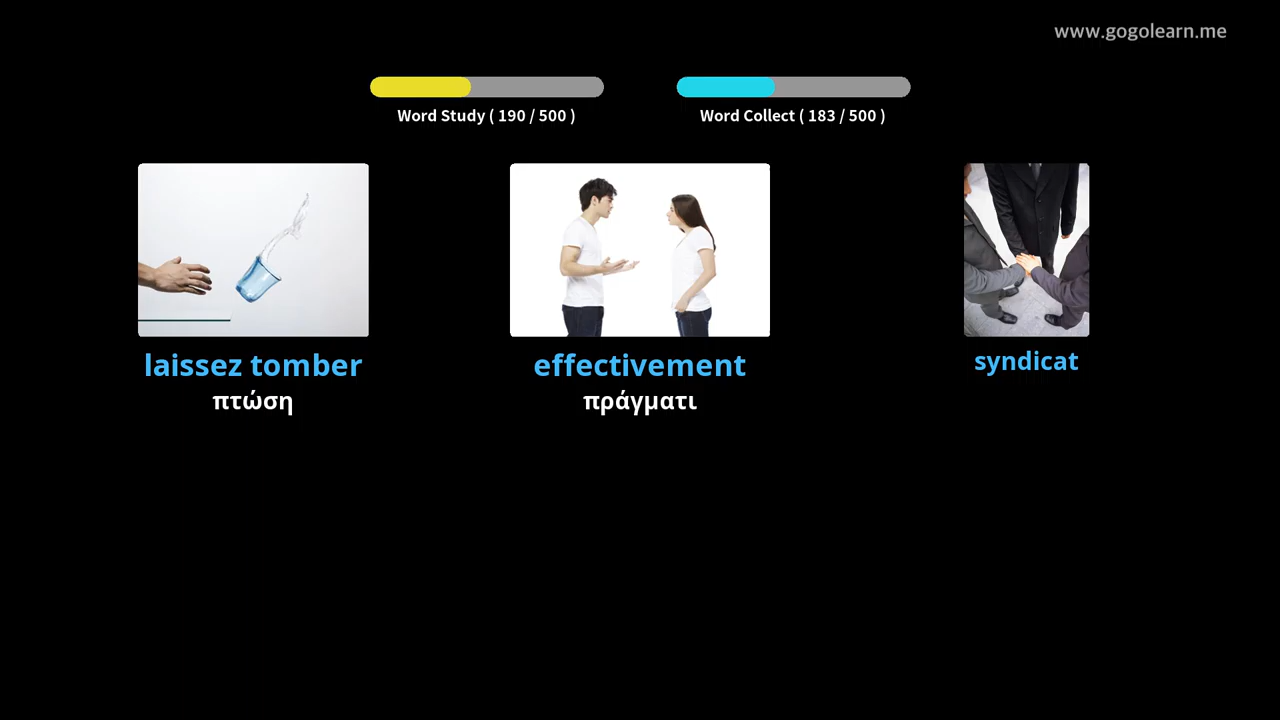 www.gogolearn.me
Word Study ( 190 / 500 )
Word Collect ( 183 / 500 )
laissez tomber
πτώση
effectivement
πράγματι
syndicat